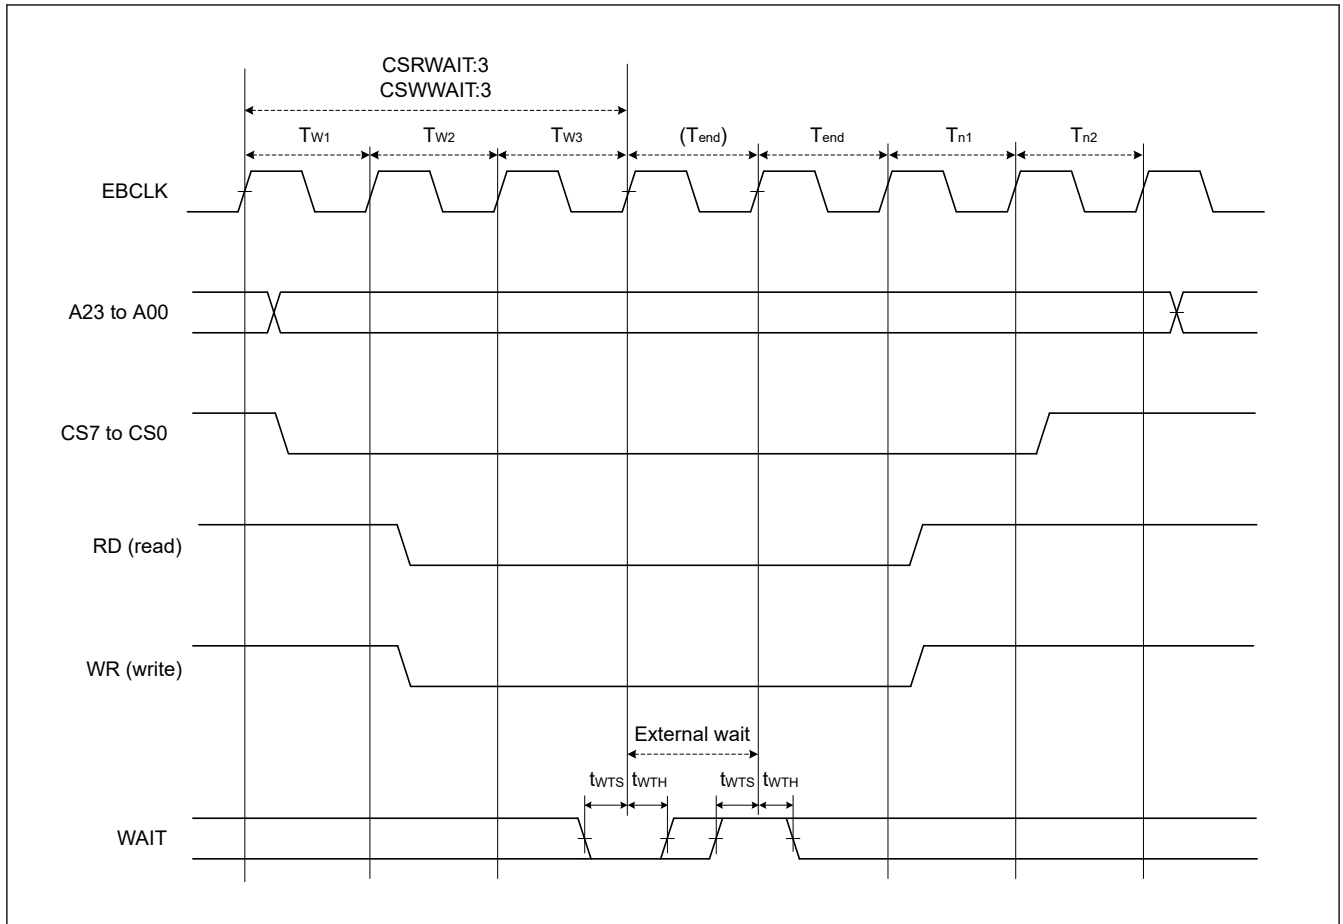 CSRWAIT:3
CSWWAIT:3
TW1 TW2 TW3 (Tend) Tend Tn1 Tn2
EBCLK
A23 to A00
CS7 to CS0
RD (read)
WR (write)
External wait
tWTS tWTH tWTS tWTH
WAIT